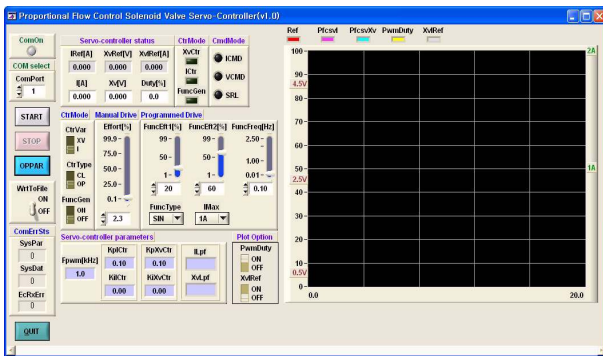 Proportional Flow Control Solenoid Valve Servo-Controller(v1.0)
ComOn
COM select
ComPort
1
START
STOP
OPPAR
WrtToFile
ON
OFF
ComErrSts
SysPar
0
SysDat
0
EcRxErr
0
QUIT
Servo-controller status
IRef[A] XvRef[V] XvIRef[A]
0.000 0.000 0.000
I[A] Xv[V] Duty[%]
0.000 0.000 0.0
CtrMode
XvCtr
ICtr
FuncGen
CmdMode
ICMD
VCMD
SRL
CtrMode
CtrVar
XV
I
CtrType
CL
OP
FuncGen
ON
OFF
Manual Drive
Effort[%]
99.9
75.0
50.0
25.0
0.1
2.3
Programmed Drive
FuncEft1[%] FuncEft2[%] FuncFreq[Hz]
99 99 2.50
50 50 1.00
1 1 0.01
20 60 0.10
FuncType IMax
SIN 1A
Servo-controller parameters
Fpwm[kHz]
1.0
KpICtr KpXvCtr ILpf
0.10 0.10
KiICtr KiXvCtr XvLpf
0.00 0.00
Plot Option
PwmDuty
ON
OFF
XvIRef
ON
OFF
Ref PfcsvI PfcsvXv PwmDuty XvIRef
100 2A
90
4.5V
80
70
60
50 1A
2.5V
40
30
20
10
0.5V
0
0.0 20.0